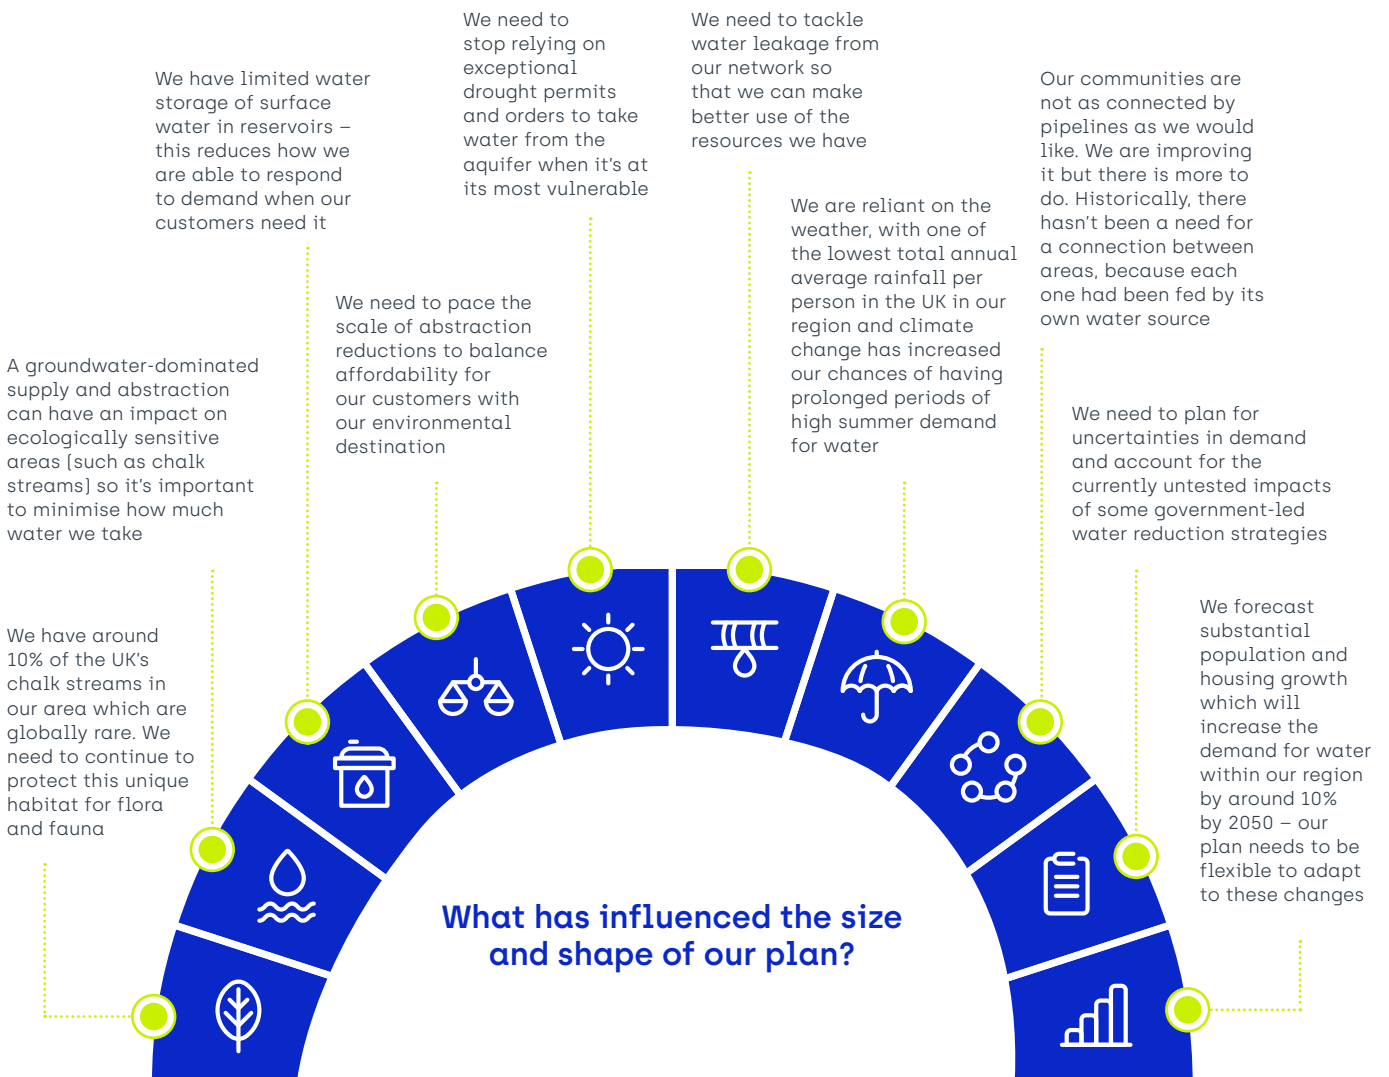 We have around
10% of the UK’s
chalk streams in
our area which are
globally rare. We
need to continue to
protect this unique
habitat for flora
and fauna
A groundwater-dominated
supply and abstraction
can have an impact on
ecologically sensitive
areas (such as chalk
streams) so it’s important
to minimise how much
water we take
We have limited water
storage of surface
water in reservoirs –
this reduces how we
are able to respond
to demand when our
customers need it
We need to pace the
scale of abstraction
reductions to balance
affordability for
our customers with
our environmental
destination
We need to
stop relying on
exceptional
drought permits
and orders to take
water from the
aquifer when it’s at
its most vulnerable
We need to tackle
water leakage from
our network so
that we can make
better use of the
resources we have
We are reliant on the
weather, with one of
the lowest total annual
average rainfall per
person in the UK in our
region and climate
change has increased
our chances of having
prolonged periods of
high summer demand
for water
Our communities are
not as connected by
pipelines as we would
like. We are improving
it but there is more to
do. Historically, there
hasn’t been a need for
a connection between
areas, because each
one had been fed by its
own water source
We need to plan for
uncertainties in demand
and account for the
currently untested impacts
of some government-led
water reduction strategies
We forecast
substantial
population and
housing growth
which will
increase the
demand for water
within our region
by around 10%
by 2050 – our
plan needs to be
flexible to adapt
to these changes
What has influenced the size
and shape of our plan?